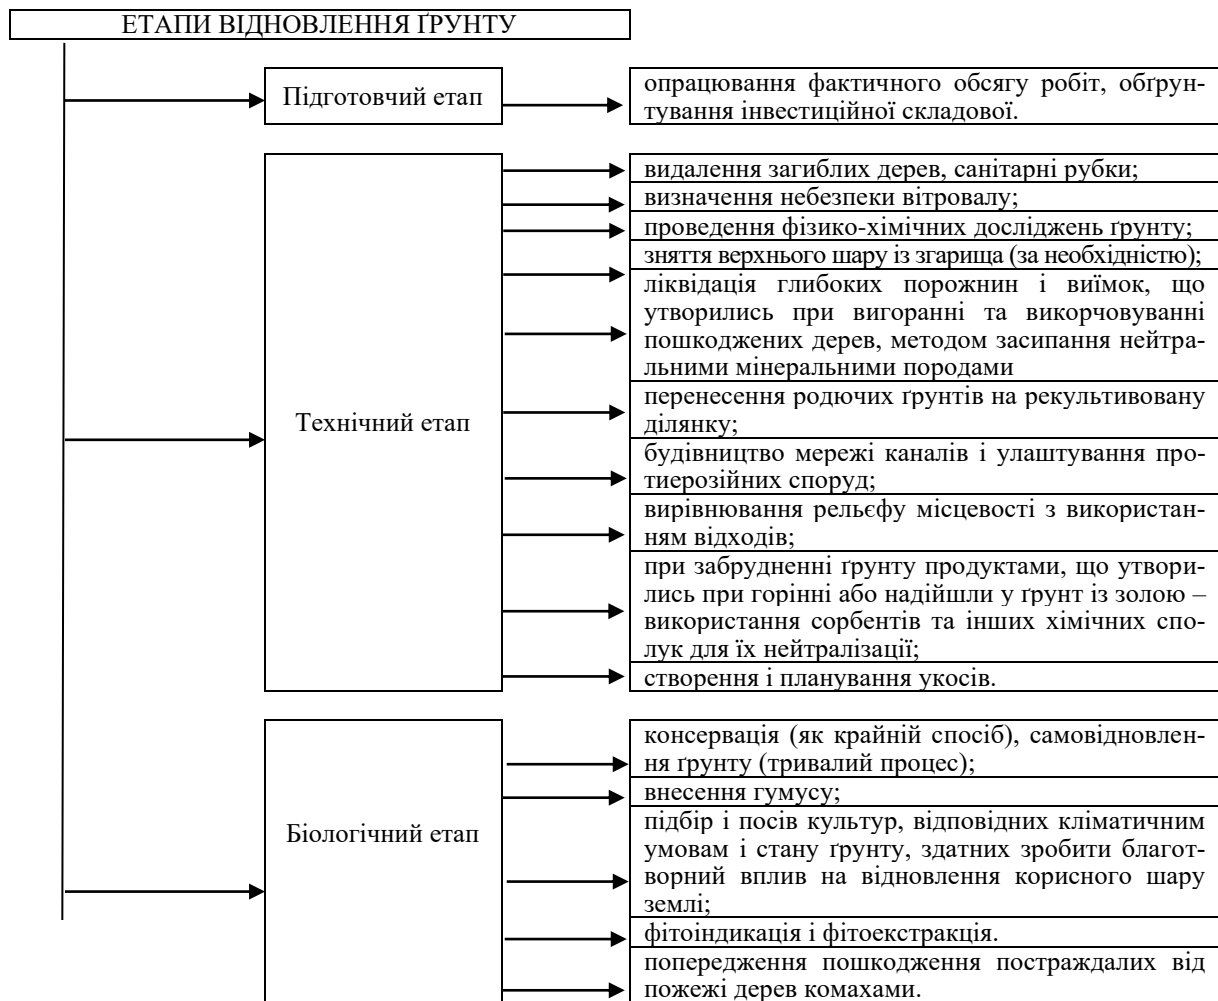 ЕТАПИ ВІДНОВЛЕННЯ ҐРУНТУ
Підготовчий етап
опрацювання фактичного обсягу робіт, обґрун-
тування інвестиційної складової.
Технічний етап
видалення загиблих дерев, санітарні рубки;
визначення небезпеки вітровалу;
проведення фізико-хімічних досліджень ґрунту;
зняття верхнього шару із згарища (за необхідністю);
ліквідація глибоких порожнин і виїмок, що
утворились при вигоранні та викорчовуванні
пошкоджених дерев, методом засипання нейтра-
льними мінеральними породами
перенесення родючих ґрунтів на рекультивовану
ділянку;
будівництво мережі каналів і улаштування про-
тиерозійних споруд;
вирівнювання рельєфу місцевості з використан-
ням відходів;
при забрудненні ґрунту продуктами, що утвори-
лись при горінні або надійшли у ґрунт із золою –
використання сорбентів та інших хімічних спо-
лук для їх нейтралізації;
створення і планування укосів.
Біологічний етап
консервація (як крайній спосіб), самовідновлен-
ня ґрунту (тривалий процес);
внесення гумусу;
підбір і посів культур, відповідних кліматичним
умовам і стану ґрунту, здатних зробити благот-
ворний вплив на відновлення корисного шару
землі;
фітоіндикація і фітоекстракція.
попередження пошкодження постраждалих від
пожежі дерев комахами.